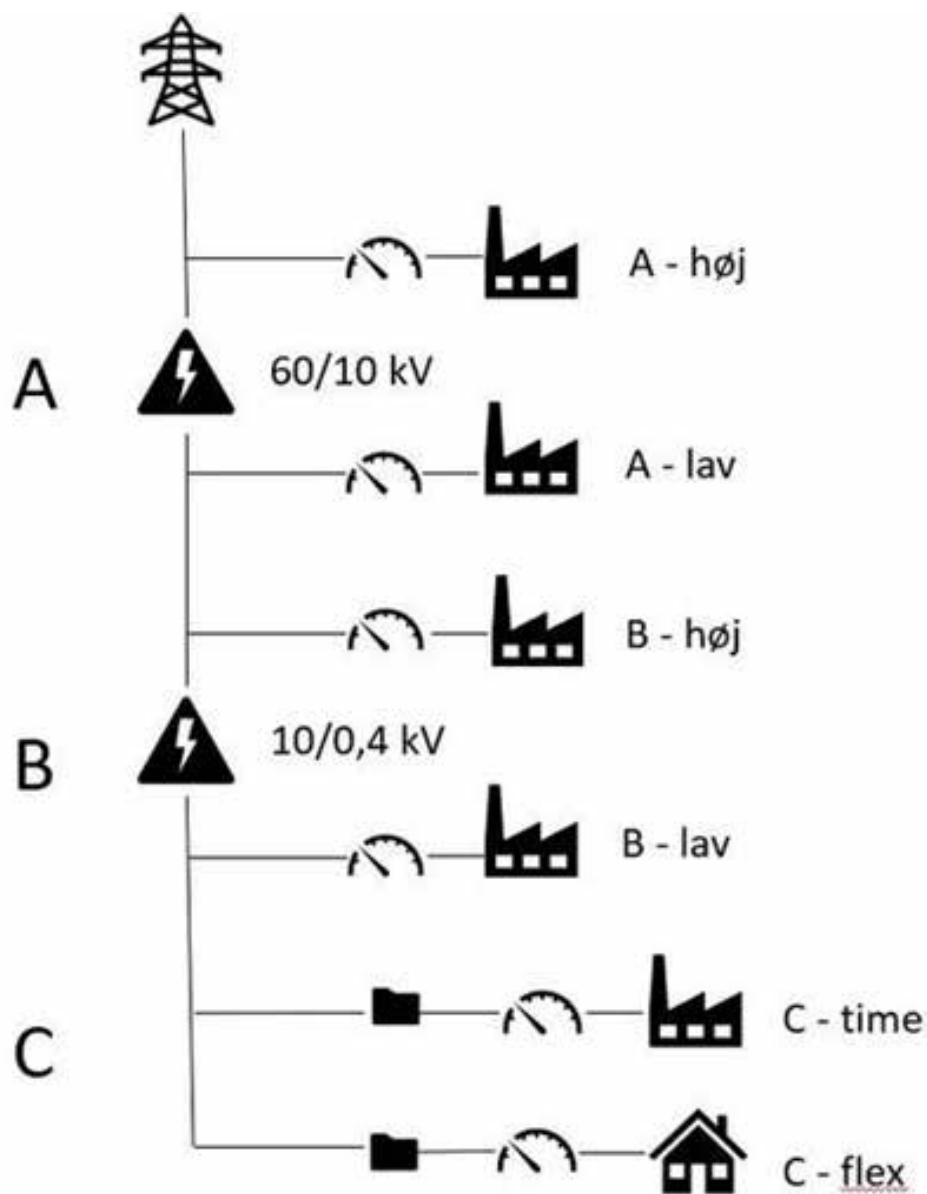 A - høj
A
60/10 kV
A - lav
B - høj
B
10/0,4 kV
B - lav
C - time
C
C - flex